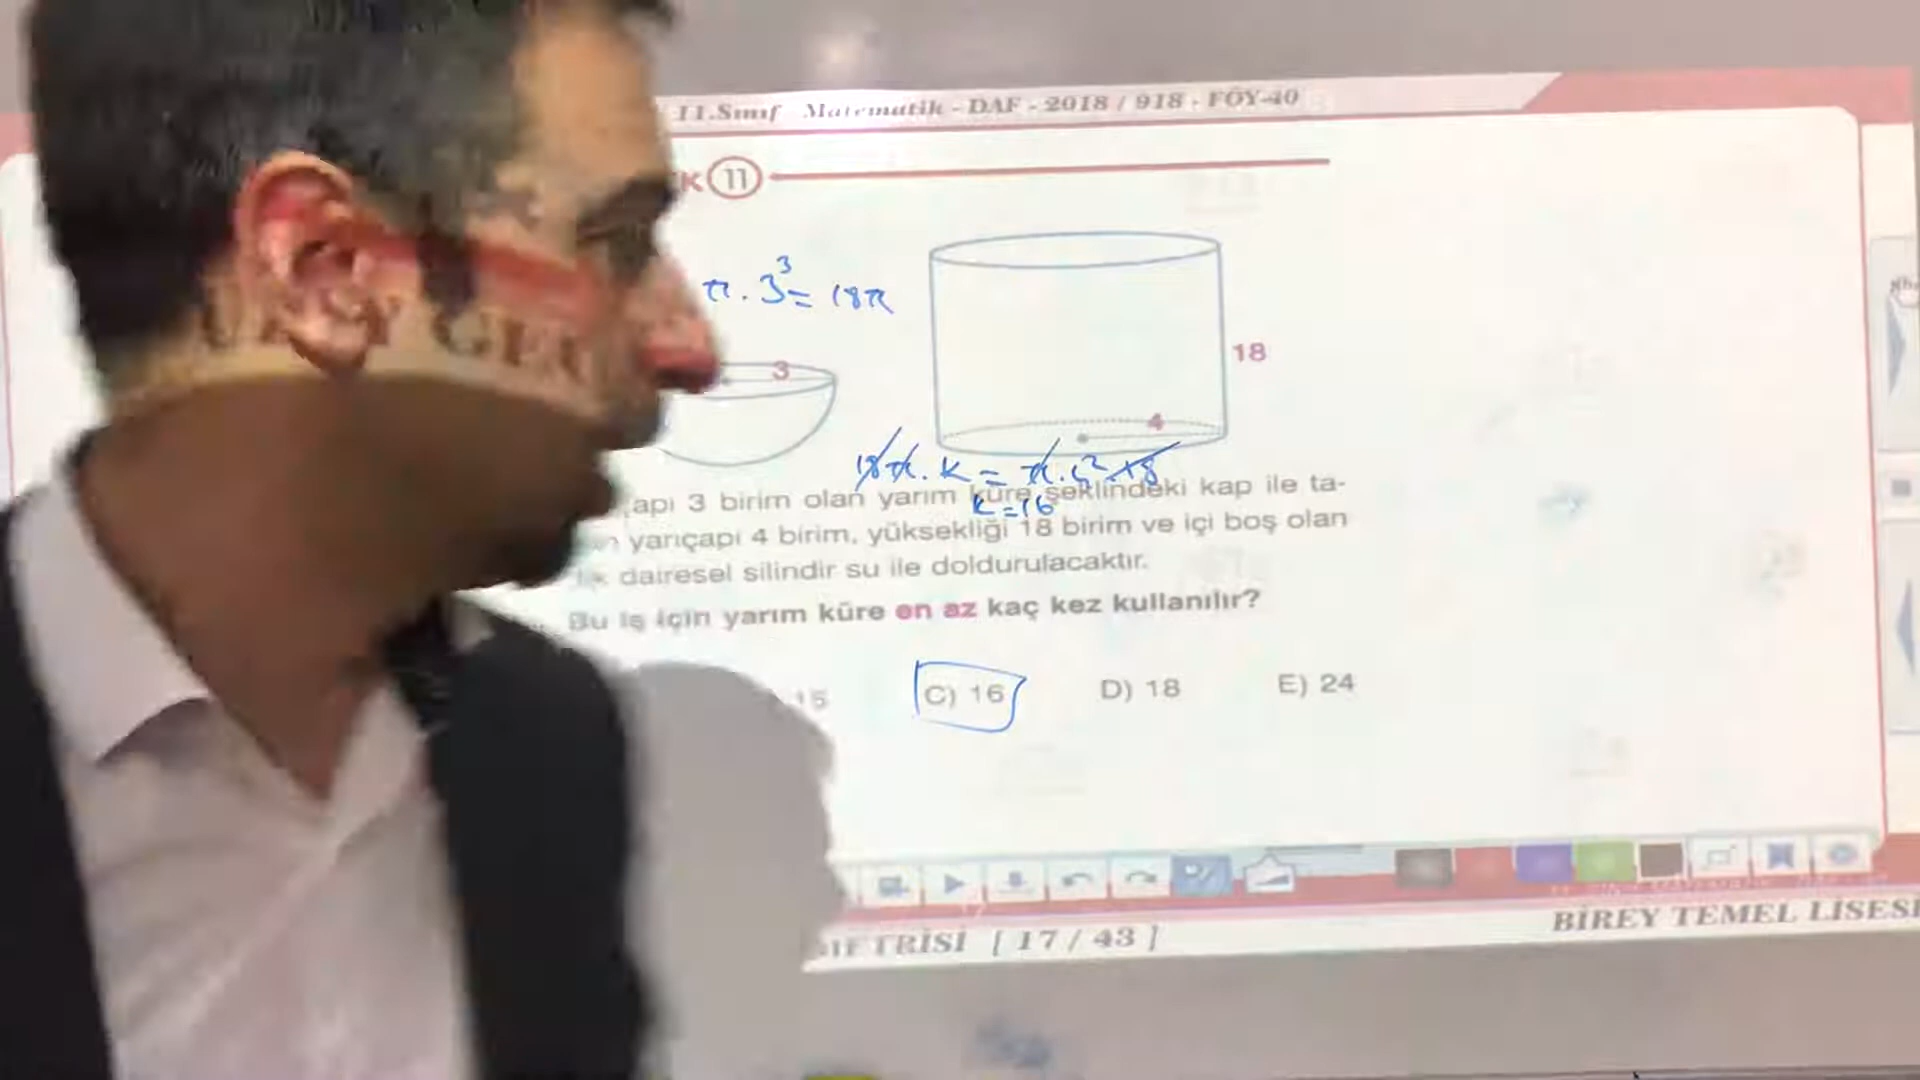 11.Sınıf Matematik - DAF - 2018 / 918 - FÖY-40
K 11
π . 3³ = 18π
3
18
4
18π . k = π . 4² . 18
k = 16
apı 3 birim olan yarım küre şeklindeki kap ile ta-
yarıçapı 4 birim, yüksekliği 18 birim ve içi boş olan
dairesel silindir su ile doldurulacaktır.
Bu iş için yarım küre en az kaç kez kullanılır?
15 C) 16 D) 18 E) 24
METRİSİ [ 17 / 43 ]
BİREY TEMEL LİSESİ